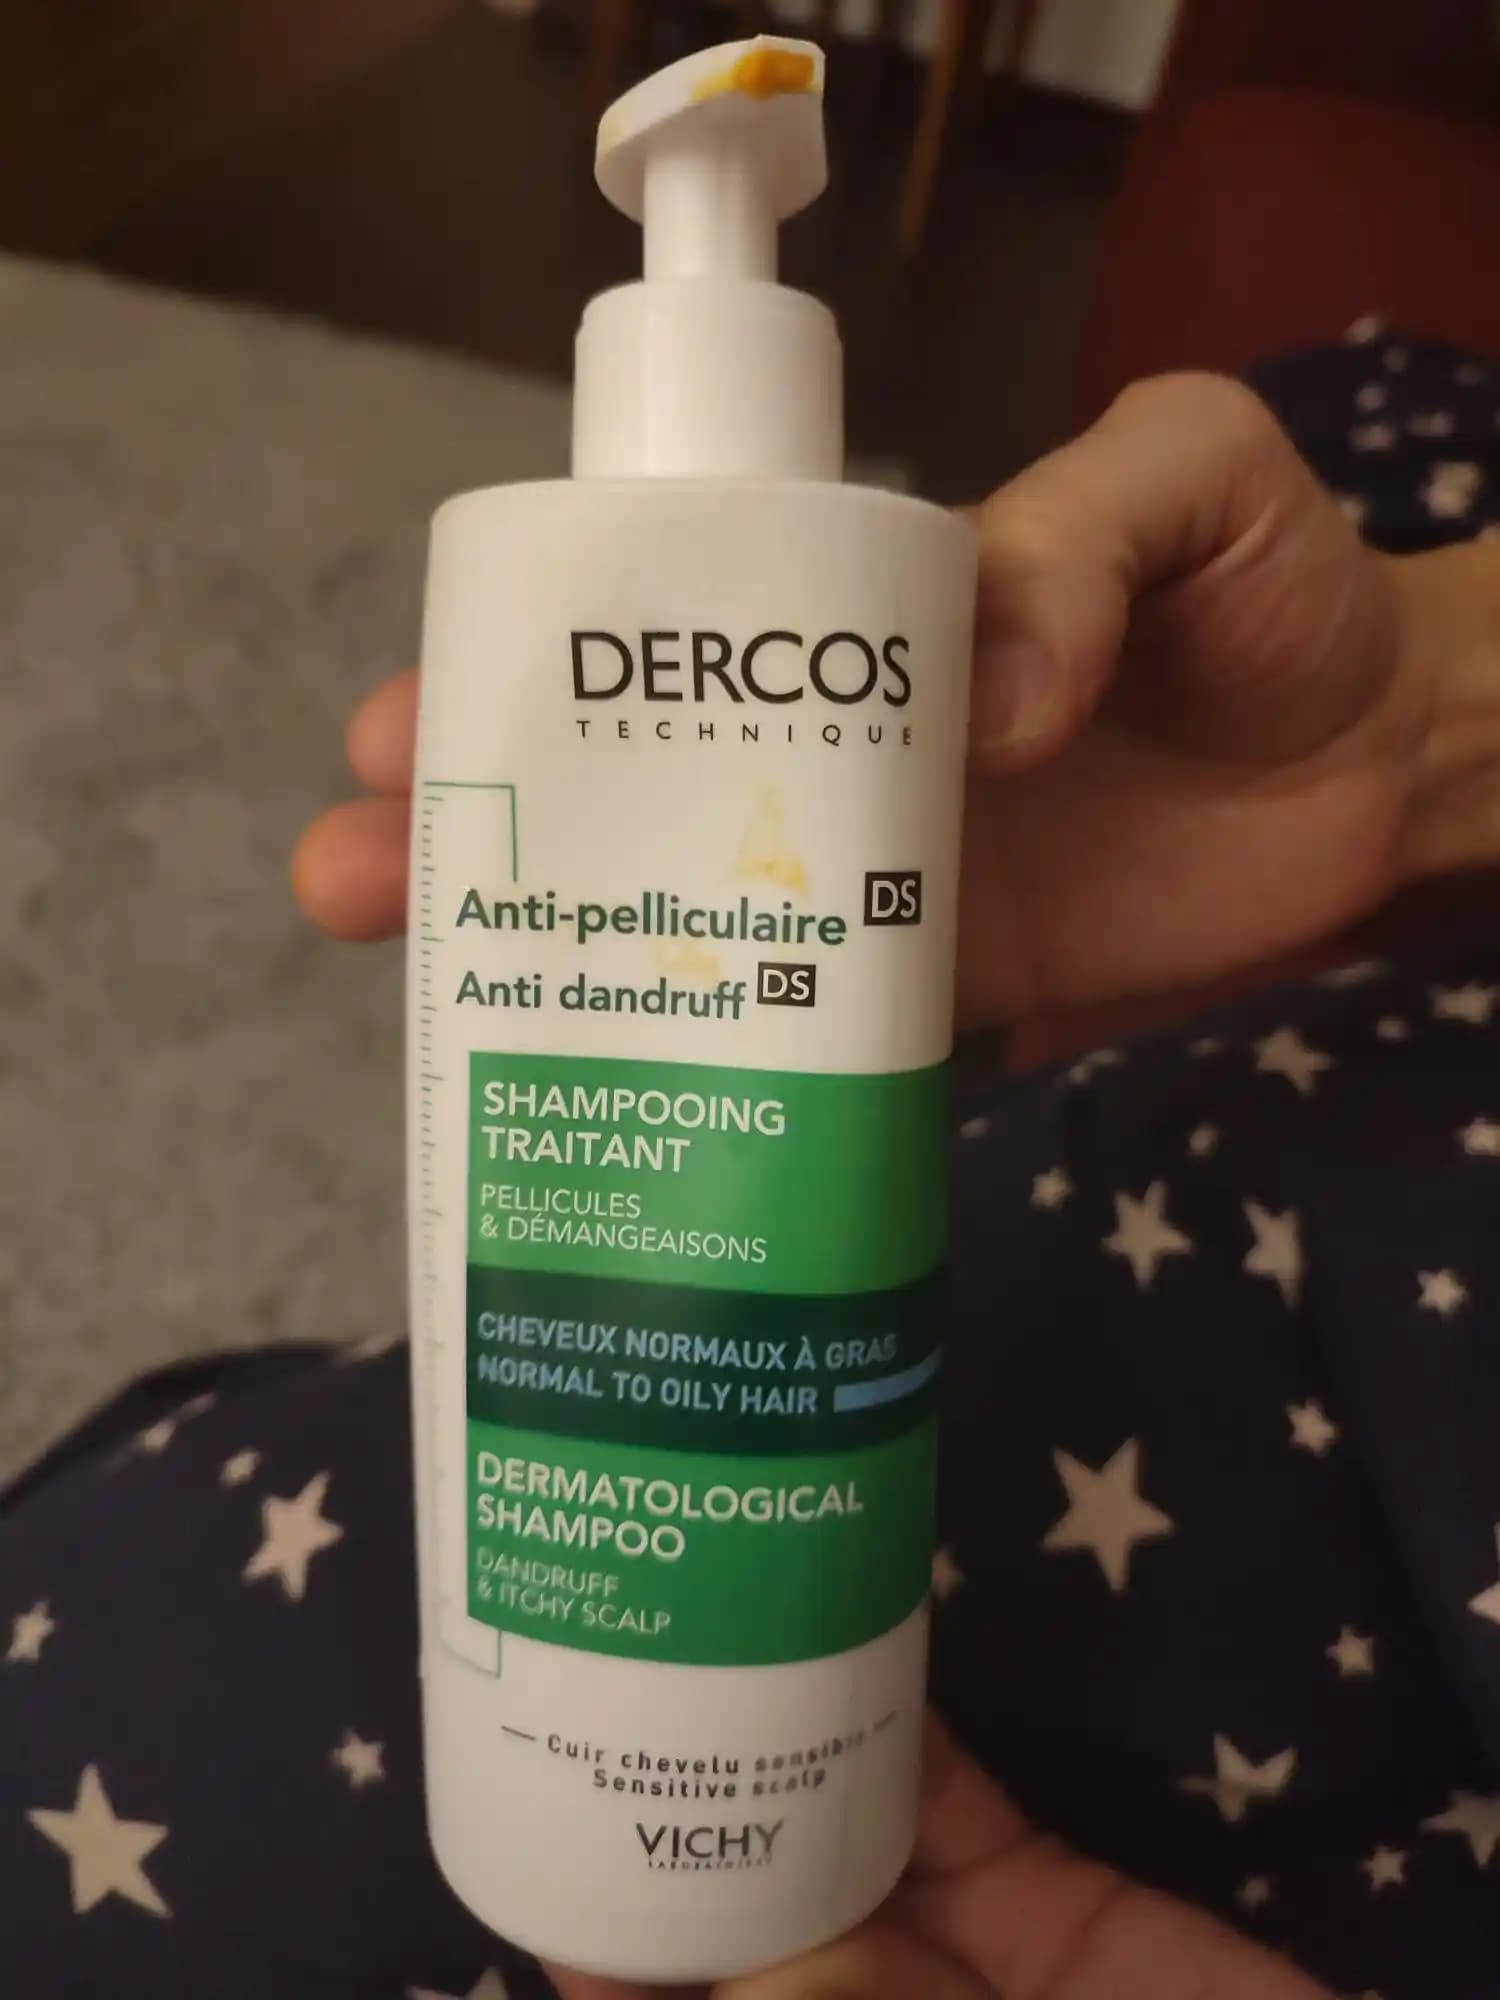 DERCOS
TECHNIQUE
Anti-pelliculaire DS
Anti dandruff DS
SHAMPOOING
TRAITANT
PELLICULES
& DÉMANGEAISONS
CHEVEUX NORMAUX À GRAS
NORMAL TO OILY HAIR
DERMATOLOGICAL
SHAMPOO
DANDRUFF
& ITCHY SCALP
Cuir chevelu sensible
Sensitive scalp
VICHY
LABORATOIRES